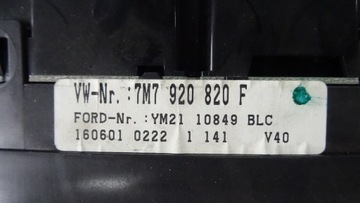 VW-Nr.:7M7 920 820 F
FORD-Nr.:YM21 10849 BLC
160601 0222 1 141 V40